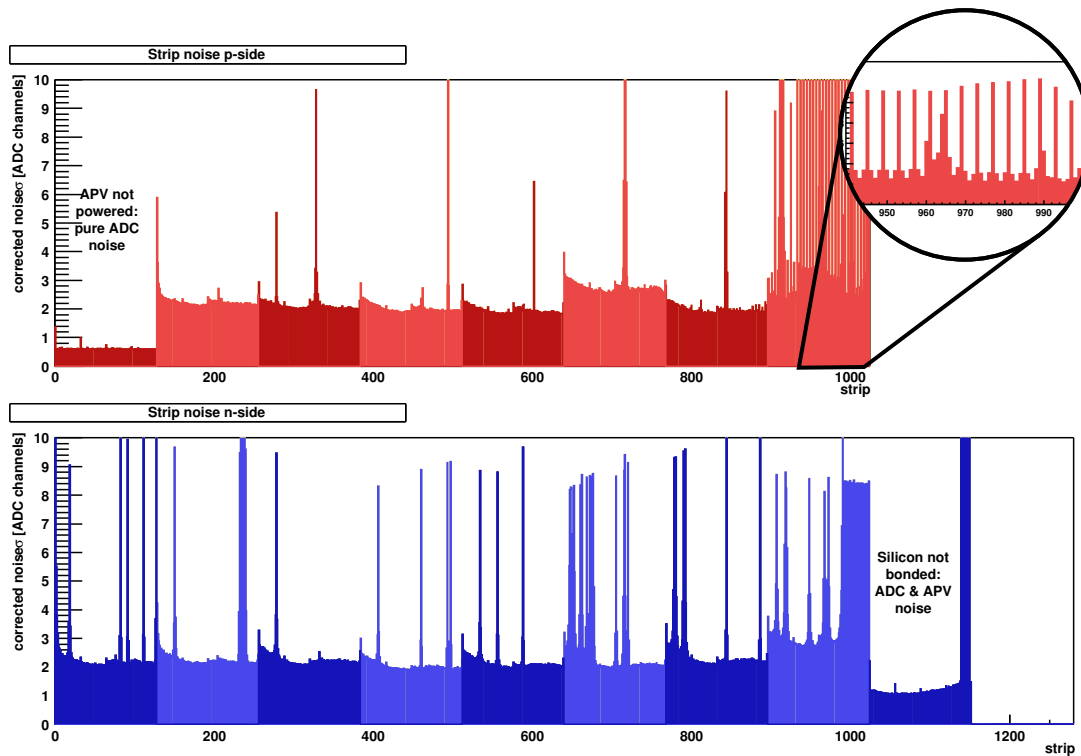 Strip noise p-side
corrected noiseσ [ADC channels]
10
9
8
7
6
5
4
3
2
1
0
APV not
powered:
pure ADC
noise
0
200
400
600
800
1000
strip
950
960
970
980
990
Strip noise n-side
corrected noiseσ [ADC channels]
10
9
8
7
6
5
4
3
2
1
0
Silicon not
bonded:
ADC & APV
noise
0
200
400
600
800
1000
1200
strip